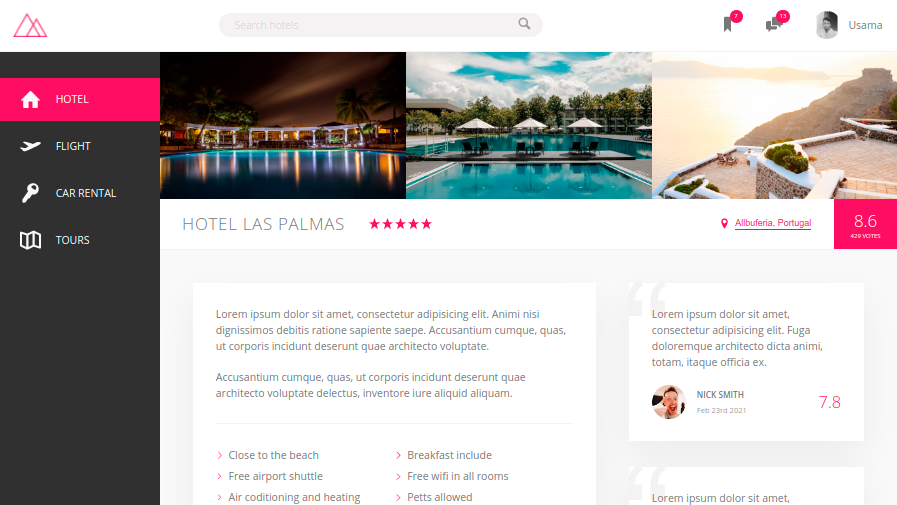 Search hotels
7
13
Usama
HOTEL
FLIGHT
CAR RENTAL
TOURS
HOTEL LAS PALMAS
Allbuferia, Portugal
8.6
429 VOTES
Lorem ipsum dolor sit amet, consectetur adipisicing elit. Animi nisi
dignissimos debitis ratione sapiente saepe. Accusantium cumque, quas,
ut corporis incidunt deserunt quae architecto voluptate.
Accusantium cumque, quas, ut corporis incidunt deserunt quae
architecto voluptate delectus, inventore iure aliquid aliquam.
Close to the beach
Breakfast include
Free airport shuttle
Free wifi in all rooms
Air coditioning and heating
Petts allowed
Lorem ipsum dolor sit amet,
consectetur adipisicing elit. Fuga
doloremque architecto dicta animi,
totam, itaque officia ex.
NICK SMITH
Feb 23rd 2021
7.8
Lorem ipsum dolor sit amet,